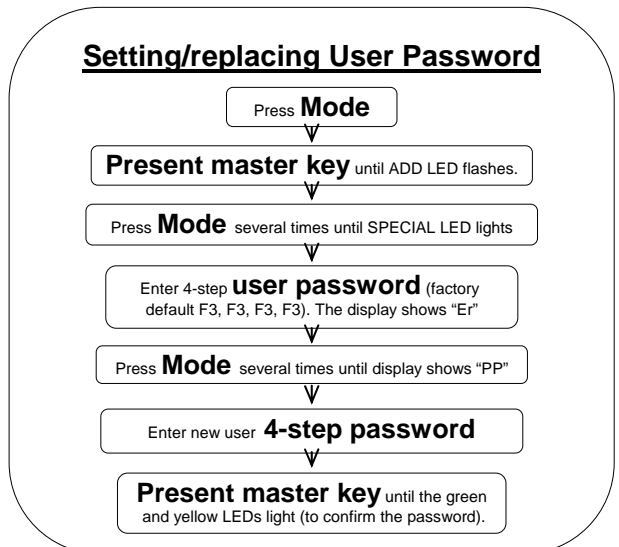 Setting/replacing User Password
Press Mode
Present master key until ADD LED flashes.
Press Mode several times until SPECIAL LED lights
Enter 4-step user password (factory
default F3, F3, F3, F3). The display shows “Er”
Press Mode several times until display shows “PP”
Enter new user 4-step password
Present master key until the green
and yellow LEDs light (to confirm the password).